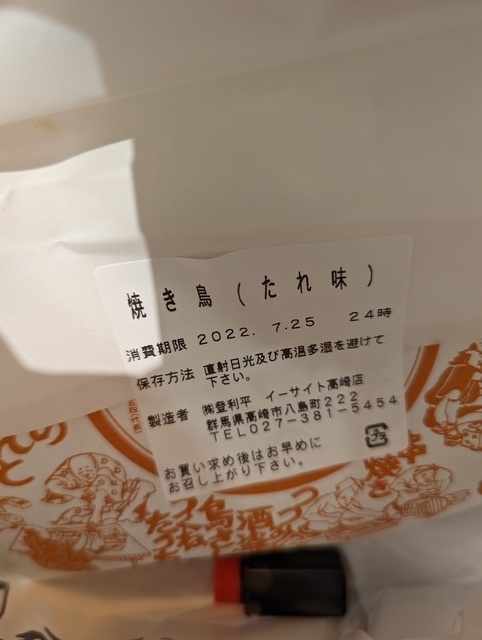 焼き鳥(たれ味)
消費期限 2022. 7.25 24時
保存方法 直射日光及び高温多湿を避けて
下さい。
製造者 ㈱登利平 イーサイト高崎店
群馬県高崎市八島町222
TEL027-381-5454
お買い求め後はお早めに
お召し上がり下さい。
プラ